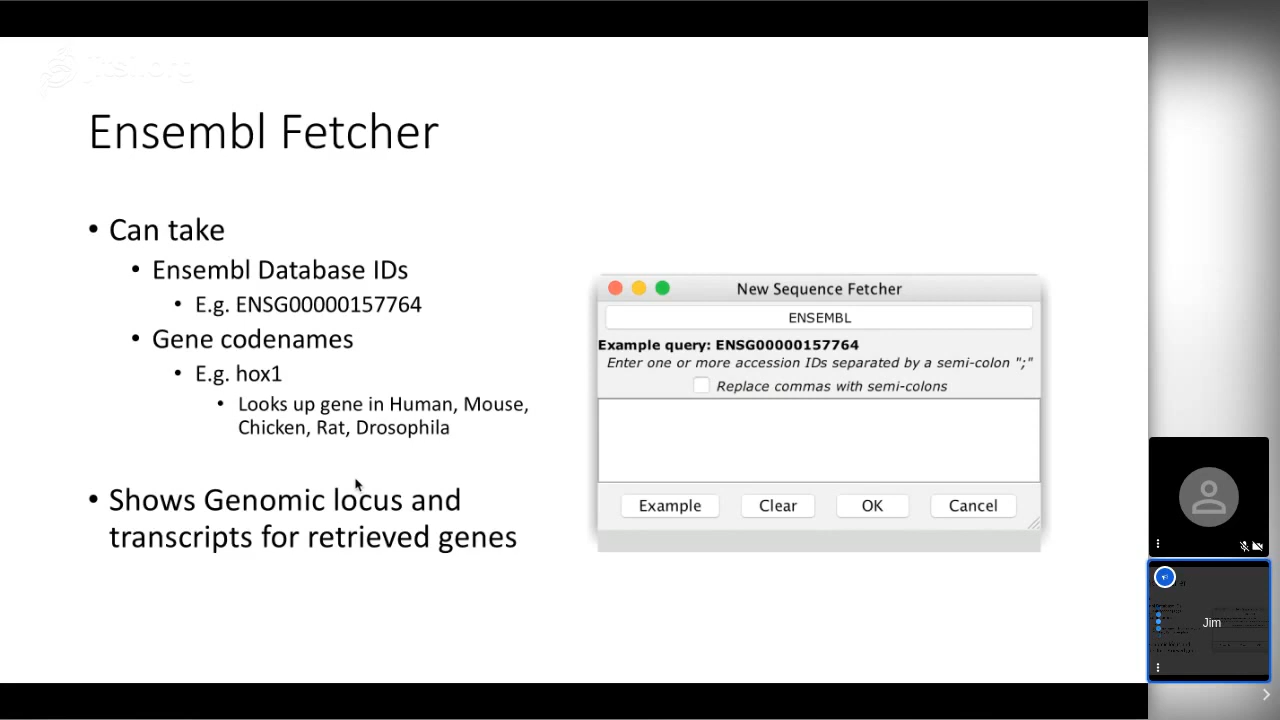 Ensembl Fetcher
• Can take
• Ensembl Database IDs
• E.g. ENSG00000157764
• Gene codenames
• E.g. hox1
• Looks up gene in Human, Mouse,
Chicken, Rat, Drosophila
• Shows Genomic locus and
transcripts for retrieved genes
New Sequence Fetcher
ENSEMBL
Example query: ENSG00000157764
Enter one or more accession IDs separated by a semi-colon ";"
Replace commas with semi-colons
Example
Clear
OK
Cancel
Jim